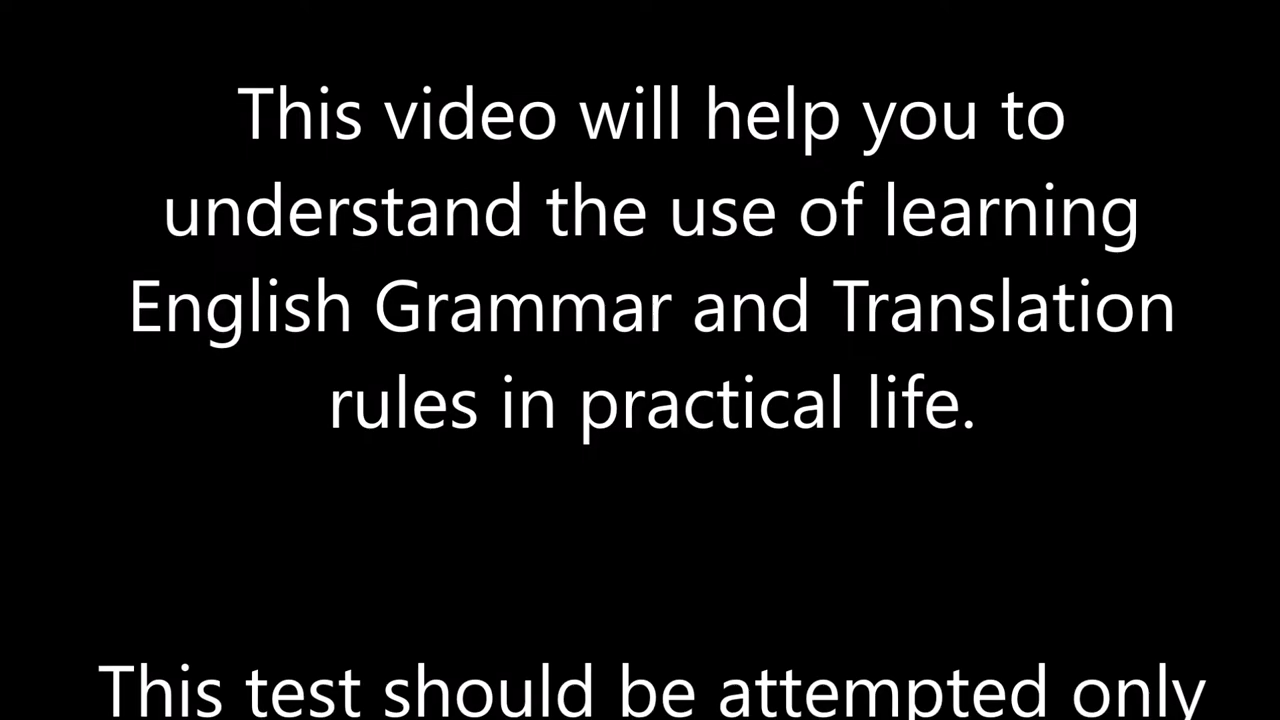 This video will help you to
understand the use of learning
English Grammar and Translation
rules in practical life.
This test should be attempted only